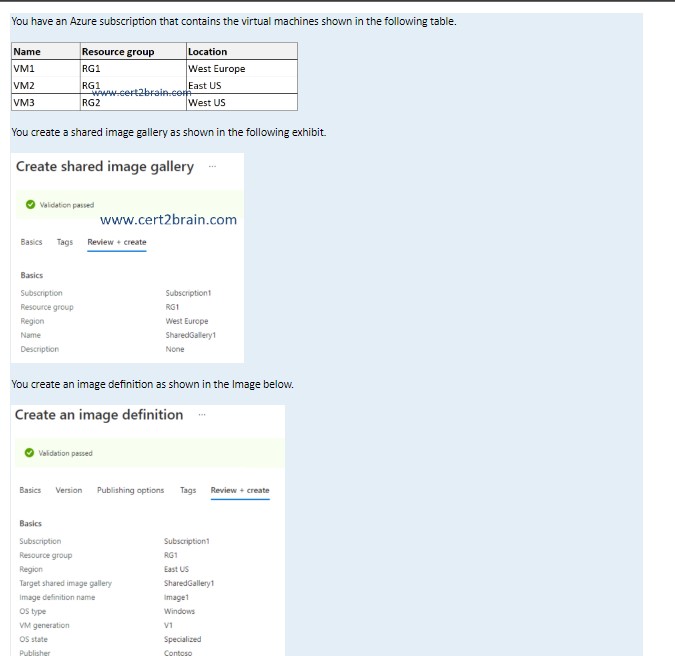 You have an Azure subscription that contains the virtual machines shown in the following table.
Name Resource group Location
VM1 RG1 West Europe
VM2 RG1 East US
www.cert2brain.com
VM3 RG2 West US
You create a shared image gallery as shown in the following exhibit.
Create shared image gallery ...
Validation passed
www.cert2brain.com
Basics Tags Review + create
Basics
Subscription Subscription1
Resource group RG1
Region West Europe
Name SharedGallery1
Description None
You create an image definition as shown in the Image below.
Create an image definition ...
Validation passed
Basics Version Publishing options Tags Review + create
Basics
Subscription Subscription1
Resource group RG1
Region East US
Target shared image gallery SharedGallery1
Image definition name Image1
OS type Windows
VM generation V1
OS state Specialized
Publisher Contoso